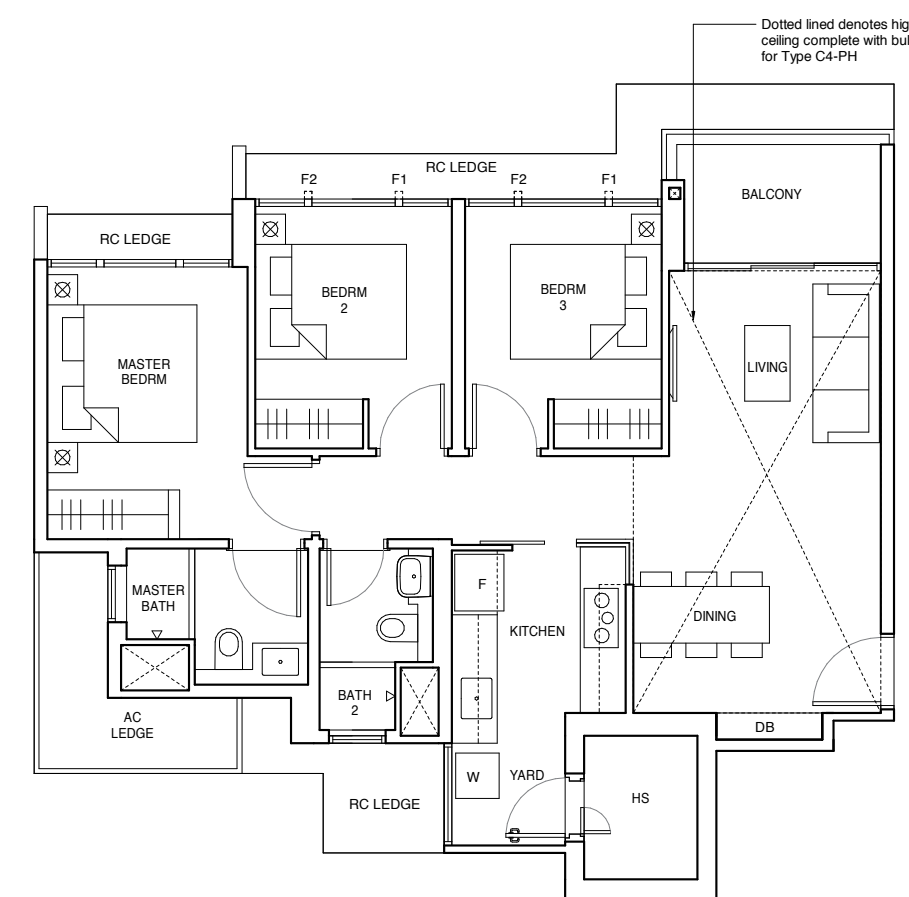 Dotted lined denotes hig
ceiling complete with bul
for Type C4-PH
RC LEDGE
F2
F1
F2
F1
BALCONY
RC LEDGE
BEDRM
2
BEDRM
3
MASTER
BEDRM
LIVING
MASTER
BATH
F
KITCHEN
DINING
BATH
2
AC
LEDGE
DB
W
YARD
HS
RC LEDGE